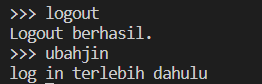 >>> logout
Logout berhasil.
>>> ubahjin
log in terlebih dahulu